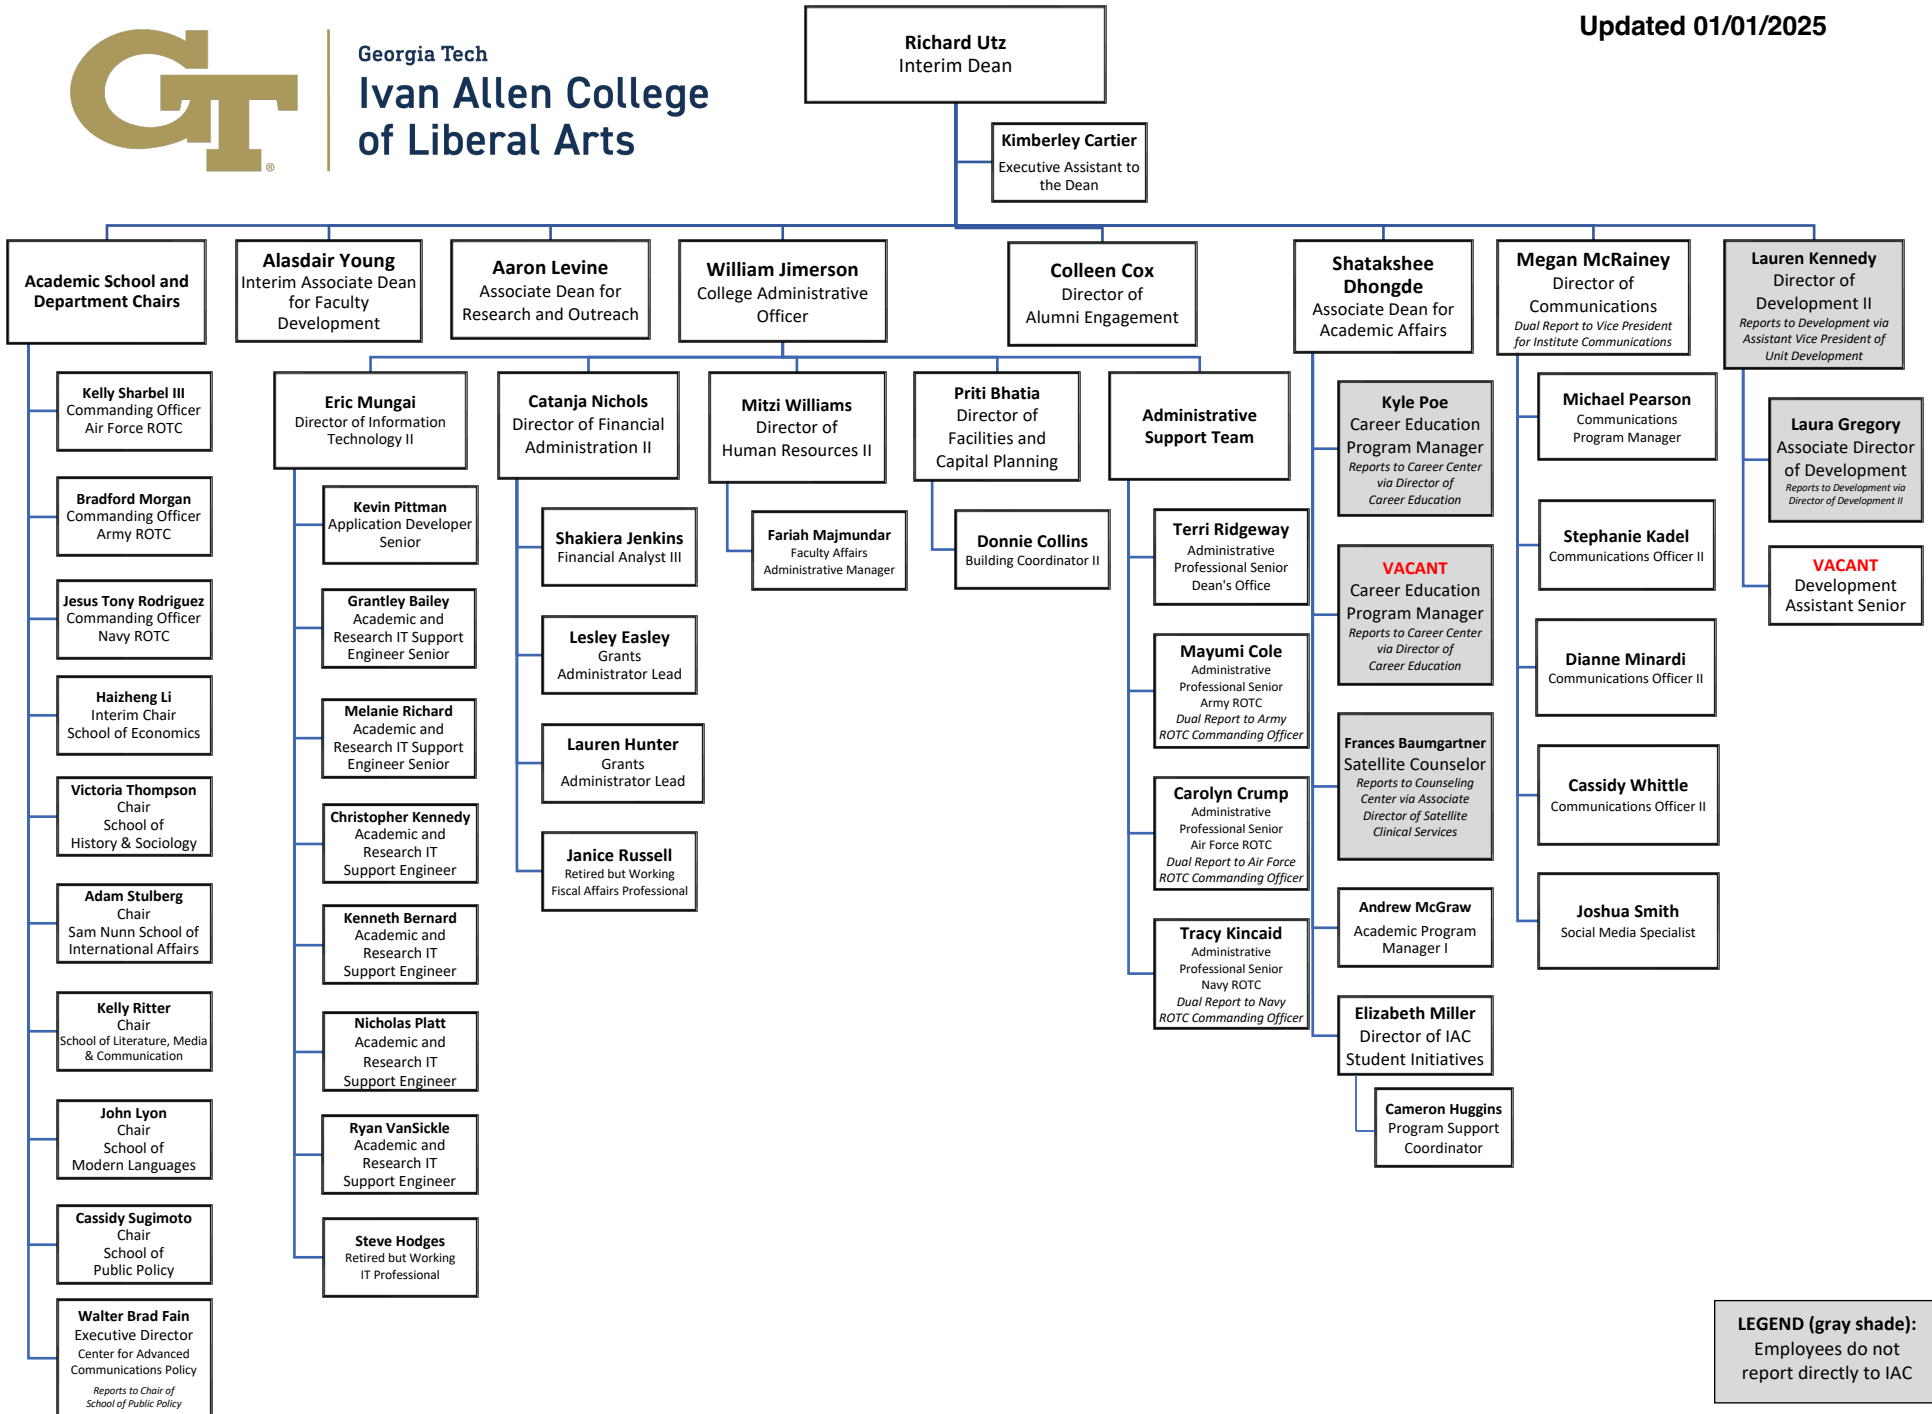 Updated 01/01/2025
GT
®
Georgia Tech
Ivan Allen College
of Liberal Arts
Richard Utz
Interim Dean
Kimberley Cartier
Executive Assistant to
the Dean
Academic School and
Department Chairs
Alasdair Young
Interim Associate Dean
for Faculty
Development
Aaron Levine
Associate Dean for
Research and Outreach
William Jimerson
College Administrative
Officer
Colleen Cox
Director of
Alumni Engagement
Shatakshee
Dhongde
Associate Dean for
Academic Affairs
Megan McRainey
Director of
Communications
Dual Report to Vice President
for Institute Communications
Lauren Kennedy
Director of
Development II
Reports to Development via
Assistant Vice President of
Unit Development
Kelly Sharbel III
Commanding Officer
Air Force ROTC
Bradford Morgan
Commanding Officer
Army ROTC
Jesus Tony Rodriguez
Commanding Officer
Navy ROTC
Haizheng Li
Interim Chair
School of Economics
Victoria Thompson
Chair
School of
History & Sociology
Adam Stulberg
Chair
Sam Nunn School of
International Affairs
Kelly Ritter
Chair
School of Literature, Media
& Communication
John Lyon
Chair
School of
Modern Languages
Cassidy Sugimoto
Chair
School of
Public Policy
Walter Brad Fain
Executive Director
Center for Advanced
Communications Policy
Reports to Chair of
School of Public Policy
Eric Mungai
Director of Information
Technology II
Kevin Pittman
Application Developer
Senior
Grantley Bailey
Academic and
Research IT Support
Engineer Senior
Melanie Richard
Academic and
Research IT Support
Engineer Senior
Christopher Kennedy
Academic and
Research IT
Support Engineer
Kenneth Bernard
Academic and
Research IT
Support Engineer
Nicholas Platt
Academic and
Research IT
Support Engineer
Ryan VanSickle
Academic and
Research IT
Support Engineer
Steve Hodges
Retired but Working
IT Professional
Catanja Nichols
Director of Financial
Administration II
Shakiera Jenkins
Financial Analyst III
Lesley Easley
Grants
Administrator Lead
Lauren Hunter
Grants
Administrator Lead
Janice Russell
Retired but Working
Fiscal Affairs Professional
Mitzi Williams
Director of
Human Resources II
Fariah Majmundar
Faculty Affairs
Administrative Manager
Priti Bhatia
Director of
Facilities and
Capital Planning
Donnie Collins
Building Coordinator II
Administrative
Support Team
Terri Ridgeway
Administrative
Professional Senior
Dean's Office
Mayumi Cole
Administrative
Professional Senior
Army ROTC
Dual Report to Army
ROTC Commanding Officer
Carolyn Crump
Administrative
Professional Senior
Air Force ROTC
Dual Report to Air Force
ROTC Commanding Officer
Tracy Kincaid
Administrative
Professional Senior
Navy ROTC
Dual Report to Navy
ROTC Commanding Officer
Kyle Poe
Career Education
Program Manager
Reports to Career Center
via Director of
Career Education
VACANT
Career Education
Program Manager
Reports to Career Center
via Director of
Career Education
Frances Baumgartner
Satellite Counselor
Reports to Counseling
Center via Associate
Director of Satellite
Clinical Services
Andrew McGraw
Academic Program
Manager I
Elizabeth Miller
Director of IAC
Student Initiatives
Cameron Huggins
Program Support
Coordinator
Michael Pearson
Communications
Program Manager
Stephanie Kadel
Communications Officer II
Dianne Minardi
Communications Officer II
Cassidy Whittle
Communications Officer II
Joshua Smith
Social Media Specialist
Laura Gregory
Associate Director
of Development
Reports to Development via
Director of Development II
VACANT
Development
Assistant Senior
LEGEND (gray shade):
Employees do not
report directly to IAC